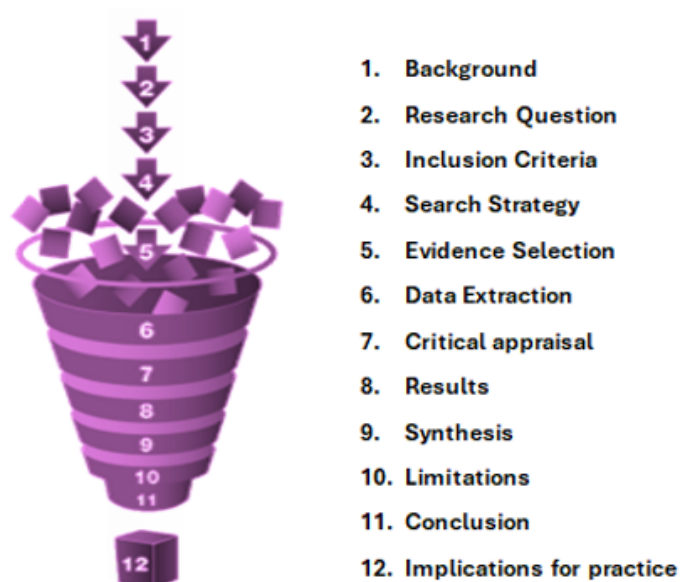 1
2
3
4
5
6
7
8
9
10
11
12
1. Background
2. Research Question
3. Inclusion Criteria
4. Search Strategy
5. Evidence Selection
6. Data Extraction
7. Critical appraisal
8. Results
9. Synthesis
10. Limitations
11. Conclusion
12. Implications for practice